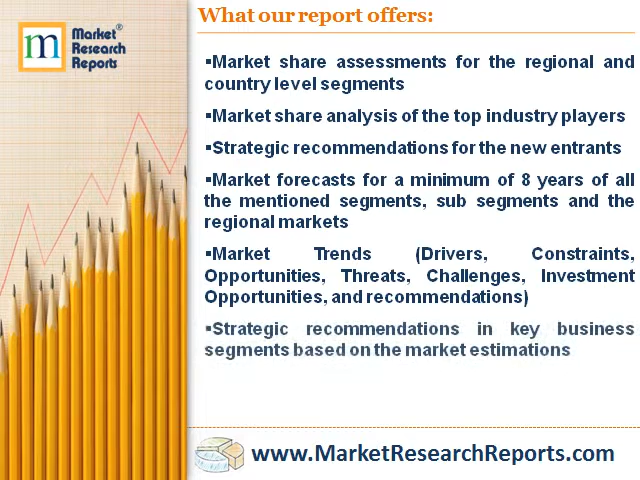 What our report offers:
m
Market®
Research
Reports
▪Market share assessments for the regional and
country level segments
▪Market share analysis of the top industry players
▪Strategic recommendations for the new entrants
▪Market forecasts for a minimum of 8 years of all
the mentioned segments, sub segments and the
regional markets
▪Market Trends (Drivers, Constraints,
Opportunities, Threats, Challenges, Investment
Opportunities, and recommendations)
▪Strategic recommendations in key business
segments based on the market estimations
www.MarketResearchReports.com